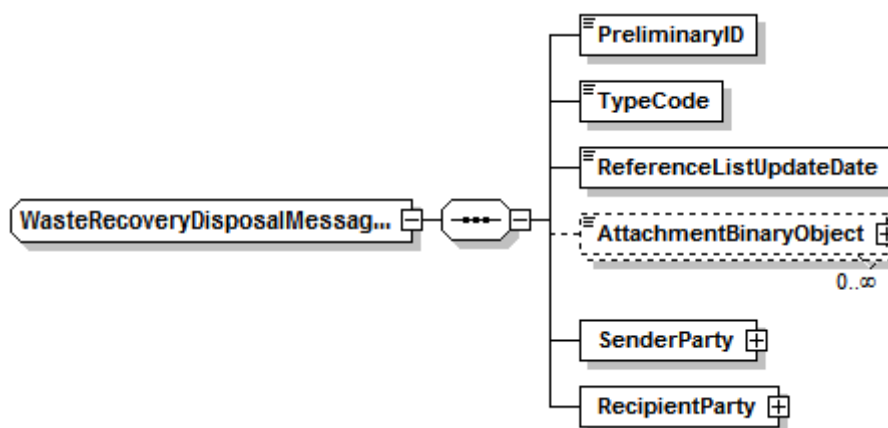 PreliminaryID
TypeCode
ReferenceListUpdateDate
WasteRecoveryDisposalMessag...
AttachmentBinaryObject
0..∞
SenderParty
RecipientParty